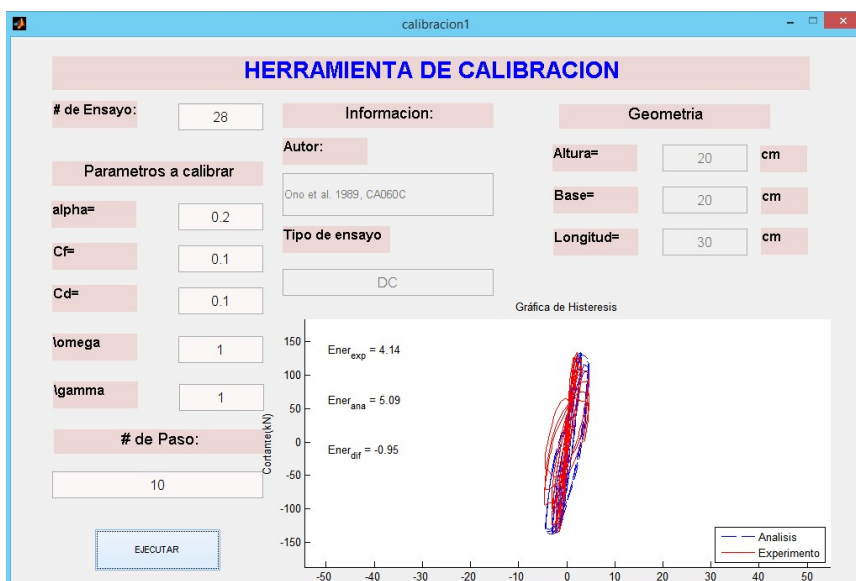 calibracion1
HERRAMIENTA DE CALIBRACION
# de Ensayo:
28
Parametros a calibrar
alpha=
0.2
Cf=
0.1
Cd=
0.1
\omega
1
\gamma
1
# de Paso:
10
EJECUTAR
Informacion:
Autor:
Ono et al. 1989, CA060C
Tipo de ensayo
DC
Geometria
Altura=
20
cm
Base=
20
cm
Longitud=
30
cm
Gráfica de Histeresis
Cortante(kN)
150
100
50
0
-50
-100
-150
Ener_exp = 4.14
Ener_ana = 5.09
Ener_dif = -0.95
Analisis
Experimento
-50 -40 -30 -20 -10 0 10 20 30 40 50